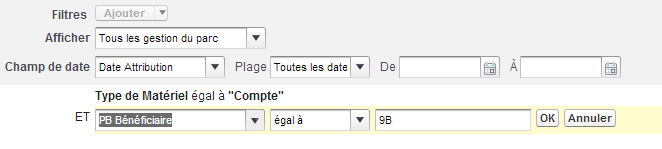 Filtres Ajouter
Afficher Tous les gestion du parc
Champ de date Date Attribution Plage Toutes les date De À
Type de Matériel égal à "Compte"
ET PB Bénéficiaire égal à 9B OK Annuler